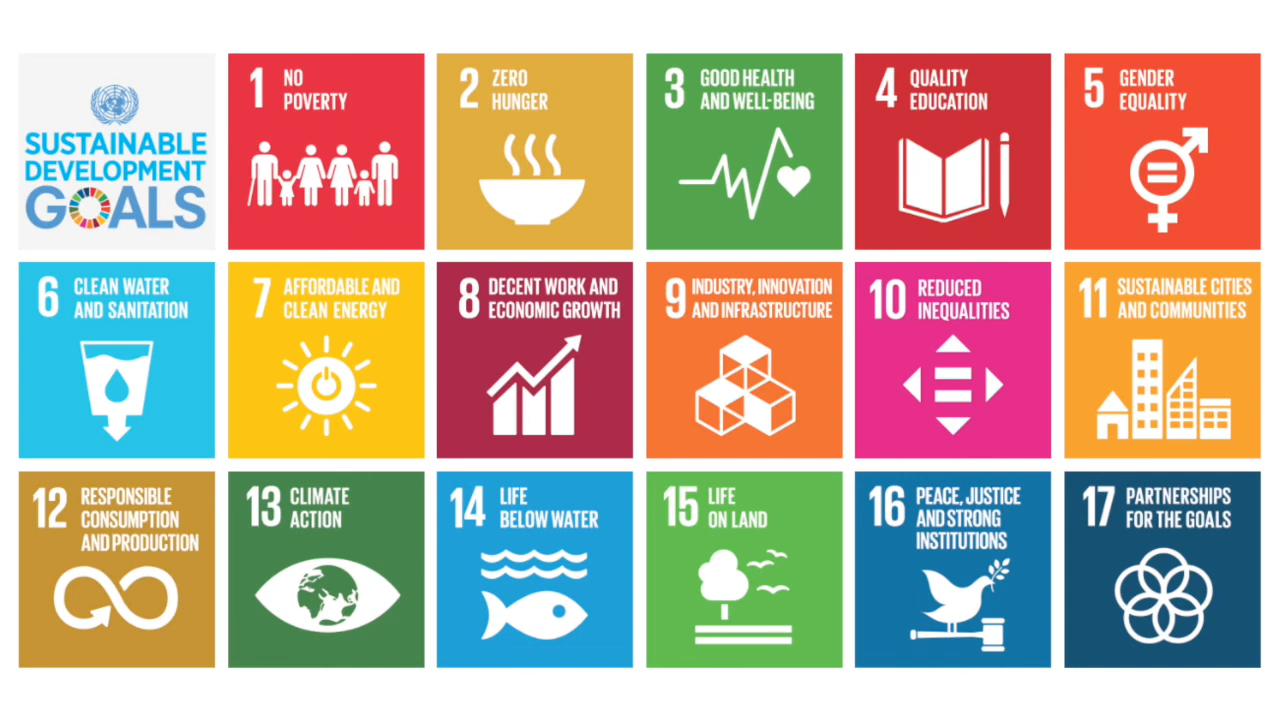 SUSTAINABLE
DEVELOPMENT
GOALS
1 NO
POVERTY
2 ZERO
HUNGER
3 GOOD HEALTH
AND WELL-BEING
4 QUALITY
EDUCATION
5 GENDER
EQUALITY
6 CLEAN WATER
AND SANITATION
7 AFFORDABLE AND
CLEAN ENERGY
8 DECENT WORK AND
ECONOMIC GROWTH
9 INDUSTRY, INNOVATION
AND INFRASTRUCTURE
10 REDUCED
INEQUALITIES
11 SUSTAINABLE CITIES
AND COMMUNITIES
12 RESPONSIBLE
CONSUMPTION
AND PRODUCTION
13 CLIMATE
ACTION
14 LIFE
BELOW WATER
15 LIFE
ON LAND
16 PEACE, JUSTICE
AND STRONG
INSTITUTIONS
17 PARTNERSHIPS
FOR THE GOALS